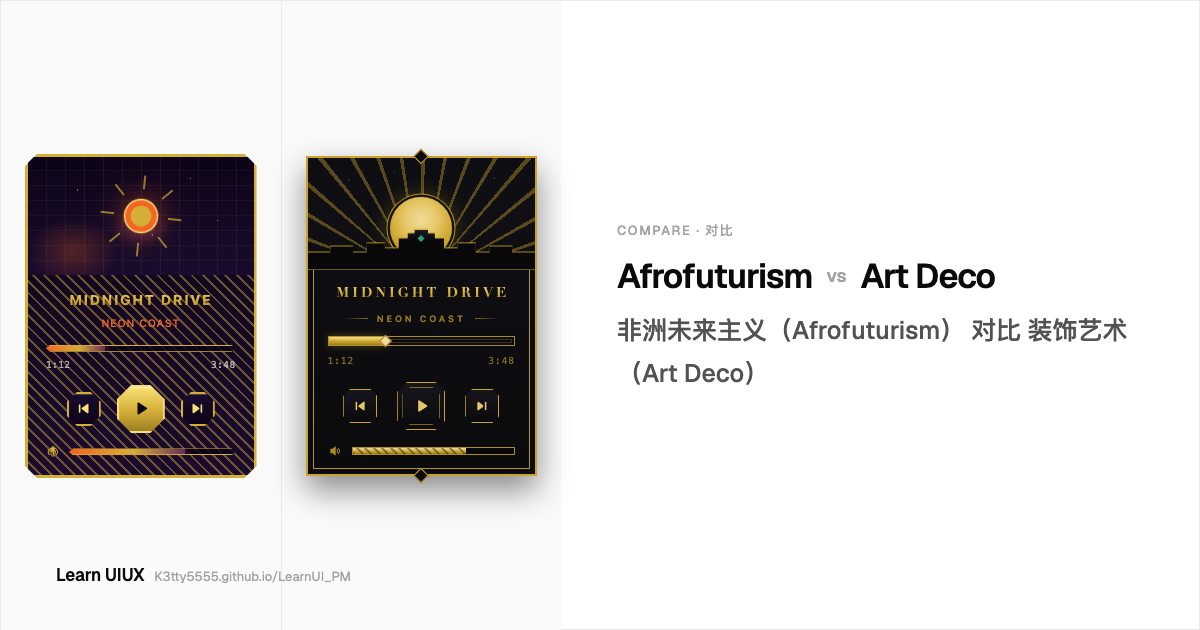 MIDNIGHT DRIVE
NEON COAST
1:12 3:48
MIDNIGHT DRIVE
NEON COAST
1:12 3:48
COMPARE · 对比
Afrofuturism vs Art Deco
非洲未来主义（Afrofuturism） 对比 装饰艺术
（Art Deco）
Learn UIUX K3tty5555.github.io/LearnUI_PM